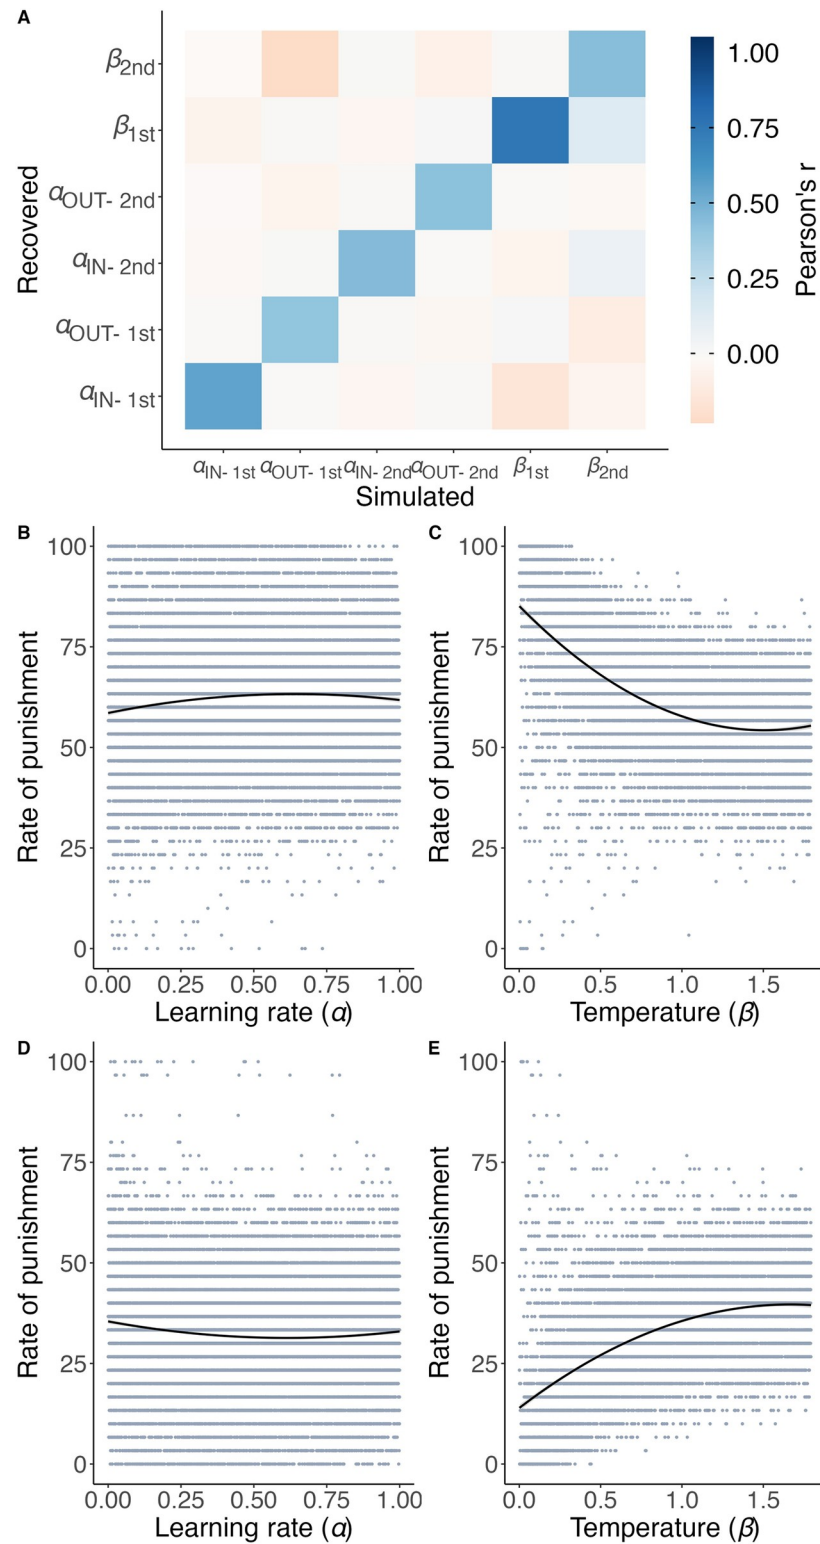 A
Recovered
β2nd
β1st
αOUT- 2nd
αIN- 2nd
αOUT- 1st
αIN- 1st
αIN- 1st αOUT- 1st αIN- 2nd αOUT- 2nd β1st β2nd
Simulated
1.00
0.75
0.50
0.25
0.00
Pearson's r
B
Rate of punishment
100
75
50
25
0
0.00 0.25 0.50 0.75 1.00
Learning rate (α)
C
Rate of punishment
100
75
50
25
0
0.0 0.5 1.0 1.5
Temperature (β)
D
Rate of punishment
100
75
50
25
0
0.00 0.25 0.50 0.75 1.00
Learning rate (α)
E
Rate of punishment
100
75
50
25
0
0.0 0.5 1.0 1.5
Temperature (β)